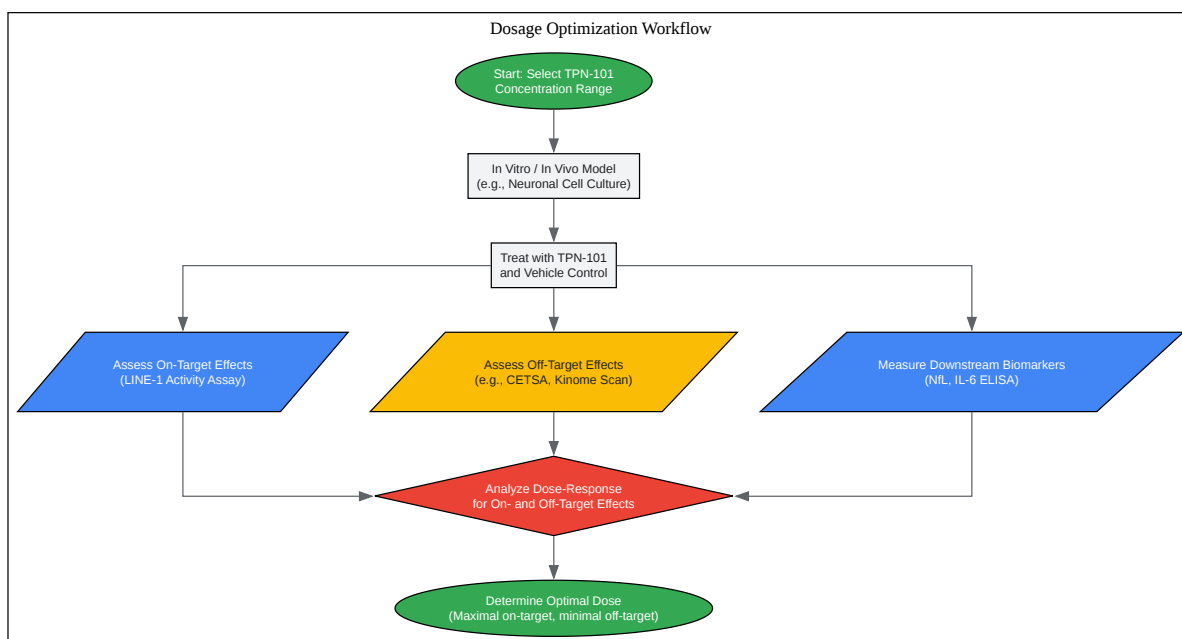 Dosage Optimization Workflow
Start: Select TPN-101
Concentration Range
In Vitro / In Vivo Model
(e.g., Neuronal Cell Culture)
Treat with TPN-101
and Vehicle Control
Assess On-Target Effects
(LINE-1 Activity Assay)
Assess Off-Target Effects
(e.g., CETSA, Kinome Scan)
Measure Downstream Biomarkers
(NfL, IL-6 ELISA)
Analyze Dose-Response
for On- and Off-Target Effects
Determine Optimal Dose
(Maximal on-target, minimal off-target)